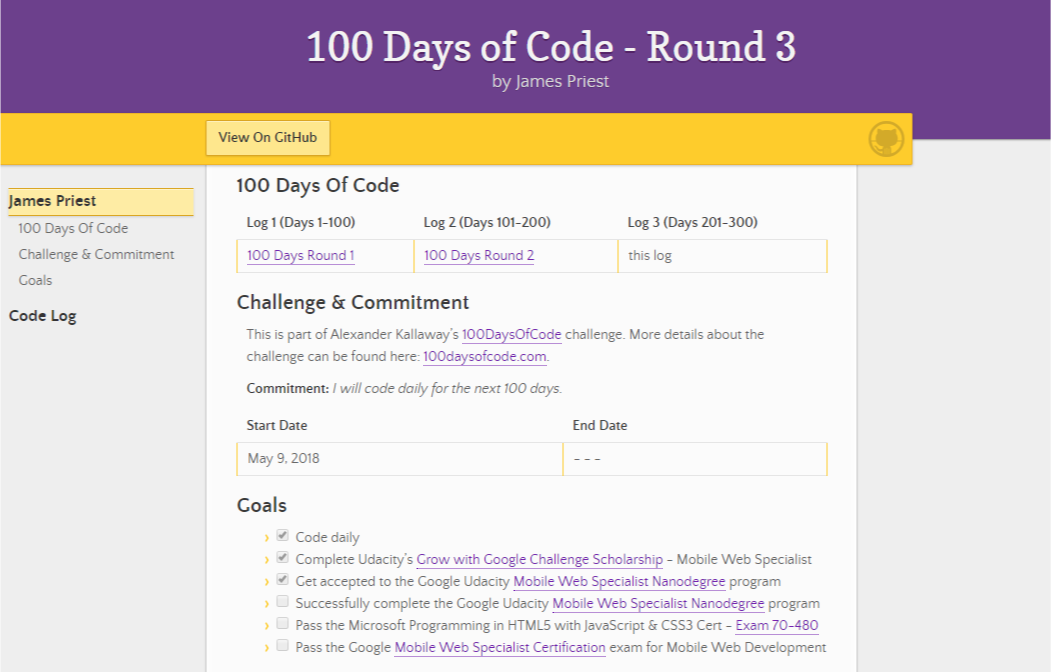 100 Days of Code - Round 3
by James Priest
View On GitHub
James Priest
100 Days Of Code
Challenge & Commitment
Goals
Code Log
100 Days Of Code
Log 1 (Days 1-100) Log 2 (Days 101-200) Log 3 (Days 201-300)
100 Days Round 1 100 Days Round 2 this log
Challenge & Commitment
This is part of Alexander Kallaway's 100DaysOfCode challenge. More details about the
challenge can be found here: 100daysofcode.com.
Commitment: I will code daily for the next 100 days.
Start Date End Date
May 9, 2018 - - -
Goals
Code daily
Complete Udacity's Grow with Google Challenge Scholarship - Mobile Web Specialist
Get accepted to the Google Udacity Mobile Web Specialist Nanodegree program
Successfully complete the Google Udacity Mobile Web Specialist Nanodegree program
Pass the Microsoft Programming in HTML5 with JavaScript & CSS3 Cert - Exam 70-480
Pass the Google Mobile Web Specialist Certification exam for Mobile Web Development